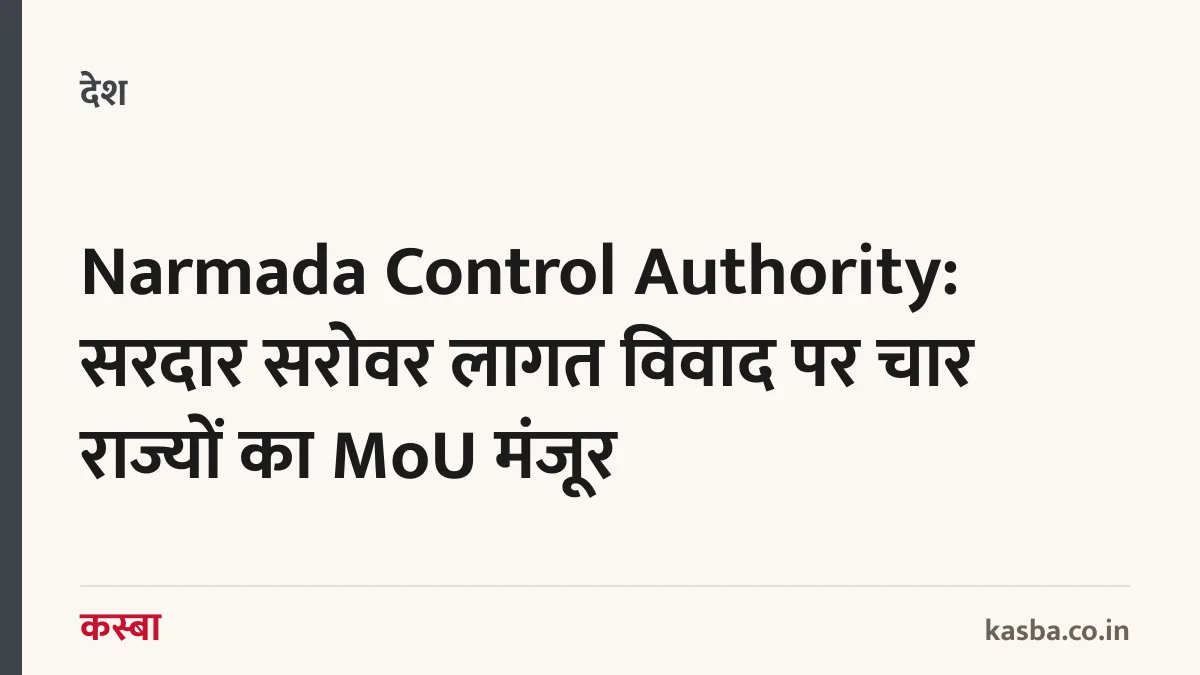 देश
Narmada Control Authority:
सरदार सरोवर लागत विवाद पर चार
राज्यों का MoU मंजूर
कस्बा
kasba.co.in